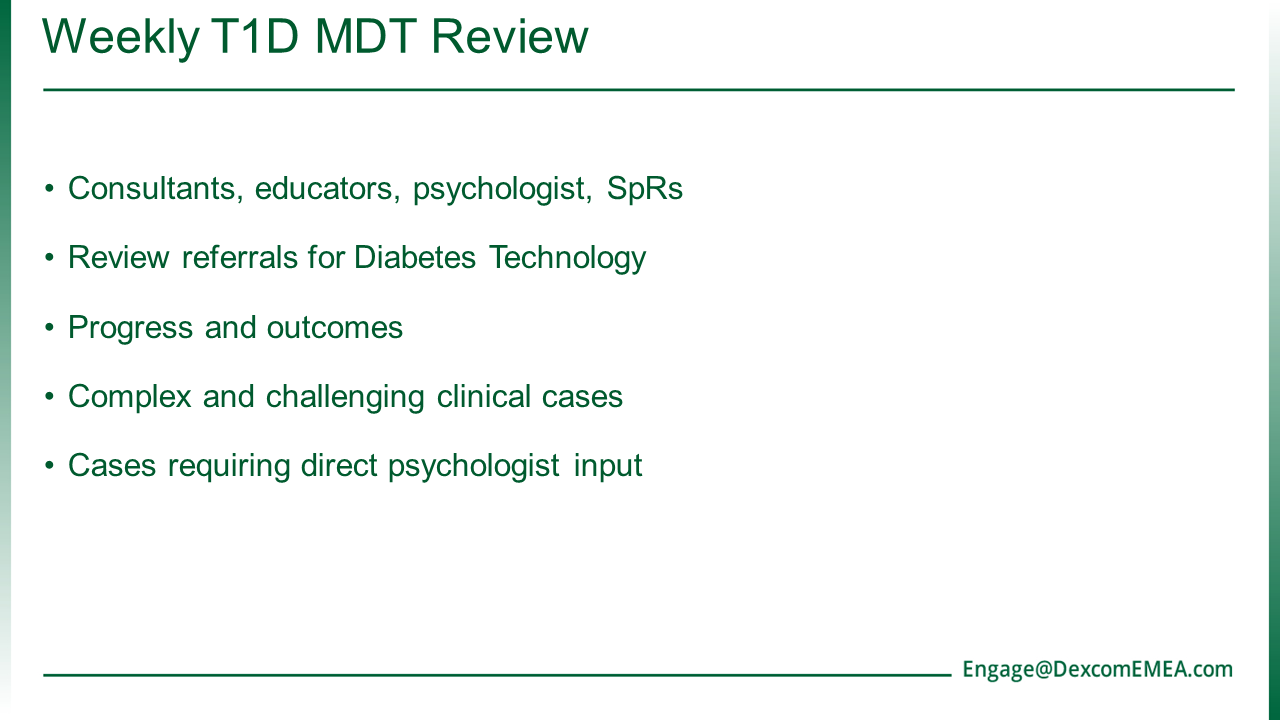 Weekly T1D MDT Review
• Consultants, educators, psychologist, SpRs
• Review referrals for Diabetes Technology
• Progress and outcomes
• Complex and challenging clinical cases
• Cases requiring direct psychologist input
Engage@DexcomEMEA.com